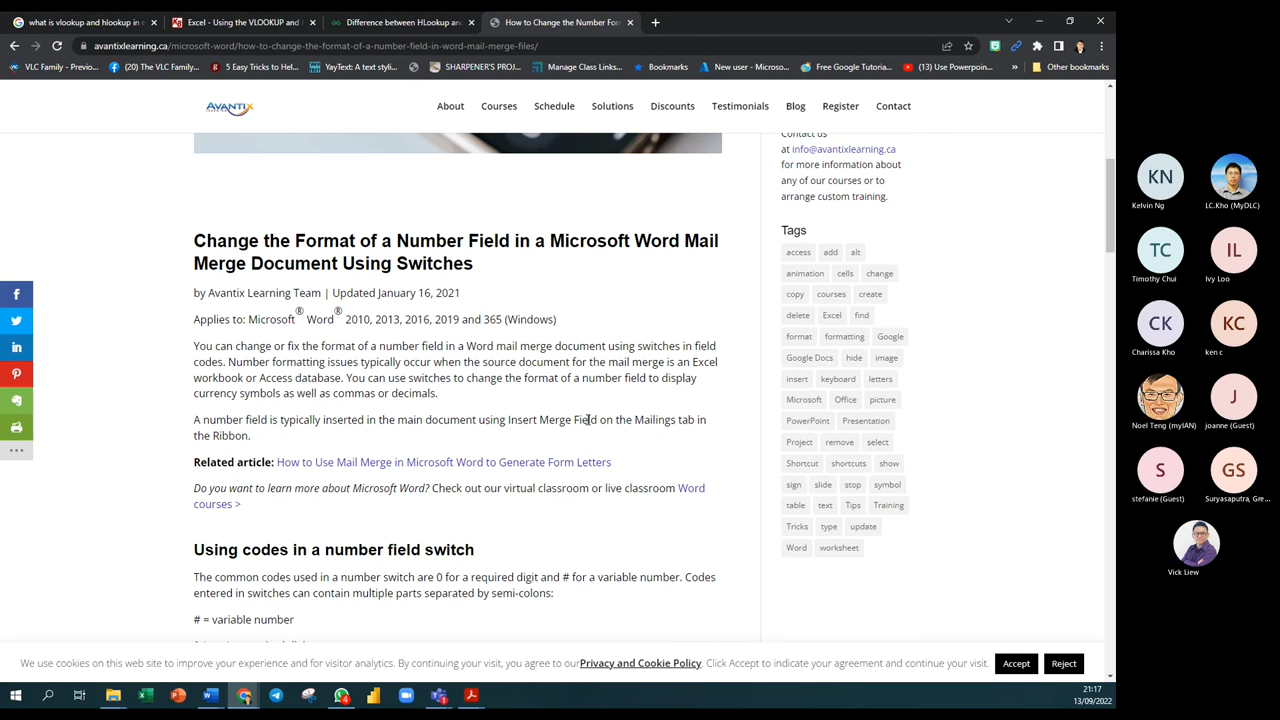 what is vlookup and hlookup in e
Excel - Using the VLOOKUP and
Difference between HLookup and
How to Change the Number For
avantixlearning.ca/microsoft-word/how-to-change-the-format-of-a-number-field-in-word-mail-merge-files/
VLC Family - Previo...
(20) The VLC Family...
5 Easy Tricks to Hel...
YayText: A text styli...
SHARPENER'S PROJ...
Manage Class Links...
Bookmarks
New user - Microso...
Free Google Tutoria...
(13) Use Powerpoin...
»
Other bookmarks
AVANTIX
LEARNING
About
Courses
Schedule
Solutions
Discounts
Testimonials
Blog
Register
Contact
Contact us
at info@avantixlearning.ca
for more information about
any of our courses or to
arrange custom training.
Change the Format of a Number Field in a Microsoft Word Mail
Merge Document Using Switches
by Avantix Learning Team | Updated January 16, 2021
Applies to: Microsoft® Word® 2010, 2013, 2016, 2019 and 365 (Windows)
You can change or fix the format of a number field in a Word mail merge document using switches in field
codes. Number formatting issues typically occur when the source document for the mail merge is an Excel
workbook or Access database. You can use switches to change the format of a number field to display
currency symbols as well as commas or decimals.
A number field is typically inserted in the main document using Insert Merge Field on the Mailings tab in
the Ribbon.
Related article: How to Use Mail Merge in Microsoft Word to Generate Form Letters
Do you want to learn more about Microsoft Word? Check out our virtual classroom or live classroom Word
courses >
Using codes in a number field switch
The common codes used in a number switch are 0 for a required digit and # for a variable number. Codes
entered in switches can contain multiple parts separated by semi-colons:
# = variable number
Tags
access add alt
animation cells change
copy courses create
delete Excel find
format formatting Google
Google Docs hide image
insert keyboard letters
Microsoft Office picture
PowerPoint Presentation
Project remove select
Shortcut shortcuts show
sign slide stop symbol
table text Tips Training
Tricks type update
Word worksheet
We use cookies on this web site to improve your experience and for visitor analytics. By continuing your visit, you agree to our Privacy and Cookie Policy. Click Accept to indicate your agreement and continue your visit.
Accept
Reject
21:17
13/09/2022
KN
Kelvin Ng
LC.Kho (MyDLC)
TC
Timothy Chui
IL
Ivy Loo
CK
Charissa Kho
KC
ken c
Noel Teng (myIAN)
J
joanne (Guest)
S
stefanie (Guest)
GS
Suryasaputra, Gre...
Vick Liew